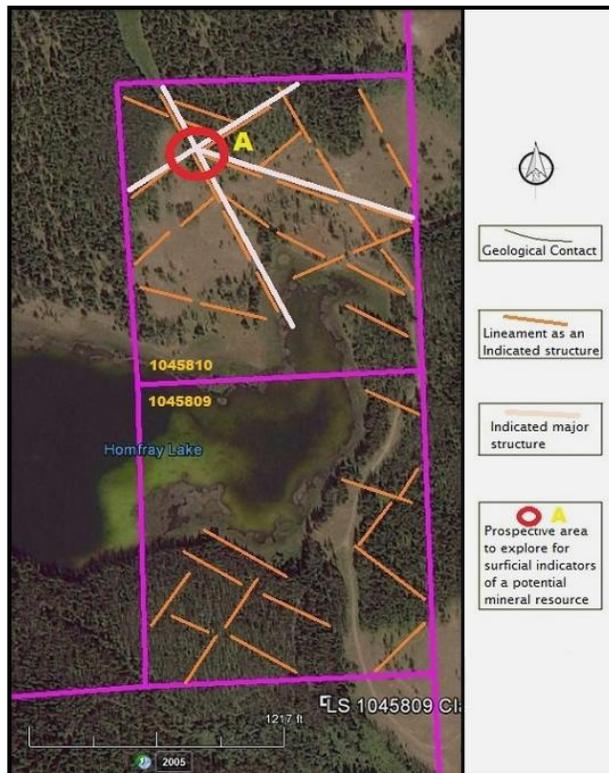 A
1045810
1045809
Homfray Lake
LS 1045809 Cla
1217 ft
2005
Geological Contact
Lineament as an
Indicated structure
Indicated major
structure
A
Prospective area
to explore for
surficial indicators
of a potential
mineral resource